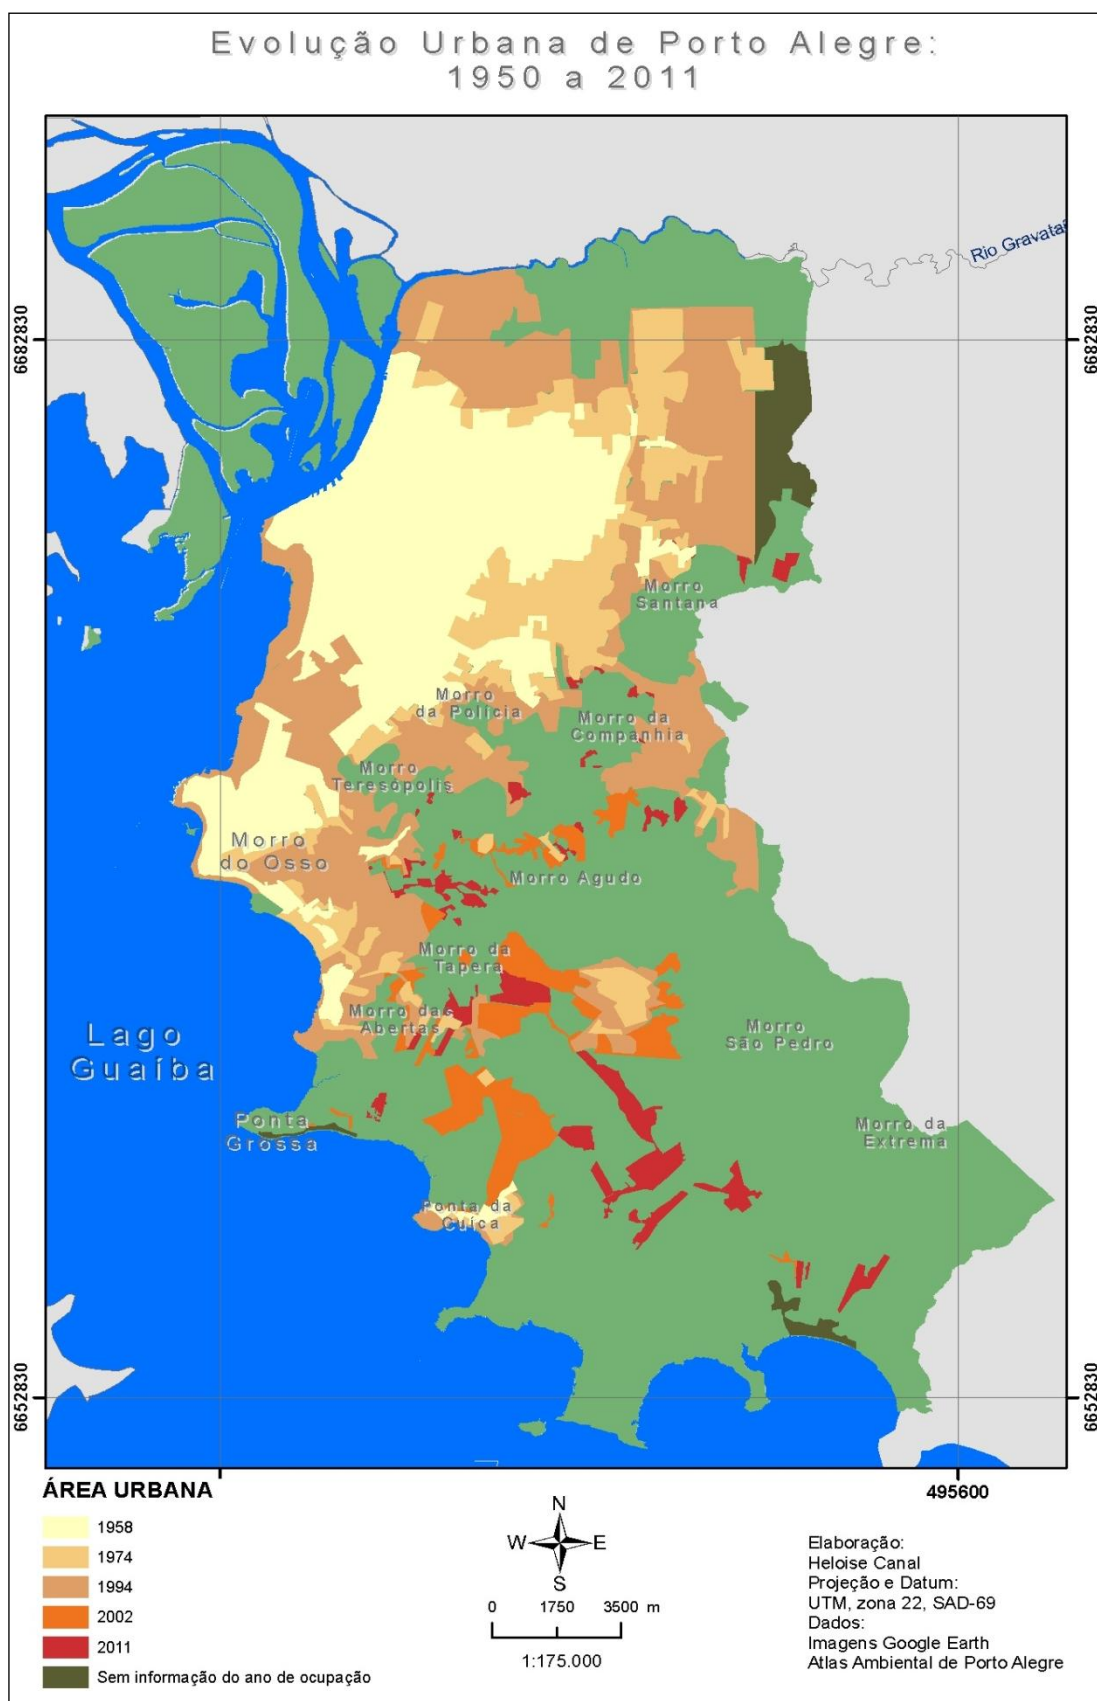 Evolução Urbana de Porto Alegre:
1950 a 2011
Rio Gravataí
6682830
6682830
Morro
Santana
Morro
da Polícia
Morro da
Companhia
Morro
Teresópolis
Morro
do Osso
Morro Agudo
Morro da
Tapera
Morro das
Abertas
Morro
São Pedro
Lago
Guaíba
Ponta
Grossa
Morro da
Extrema
Ponta da
Cuíca
6652830
6652830
ÁREA URBANA
495600
1958
1974
1994
2002
2011
Sem informação do ano de ocupação
N
W
E
S
0 1750 3500 m
1:175.000
Elaboração:
Heloise Canal
Projeção e Datum:
UTM, zona 22, SAD-69
Dados:
Imagens Google Earth
Atlas Ambiental de Porto Alegre